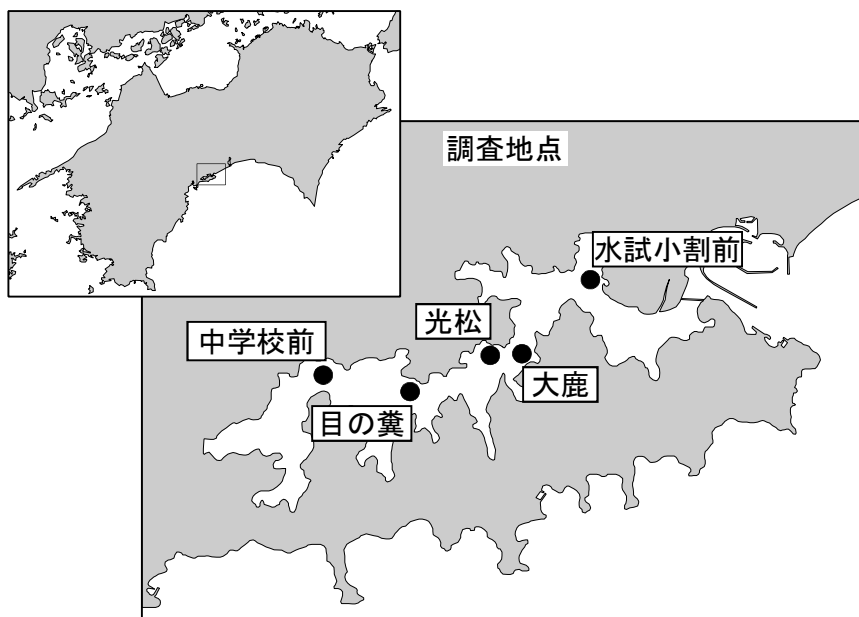 調査地点
水試小割前
光松
中学校前
大鹿
目の糞